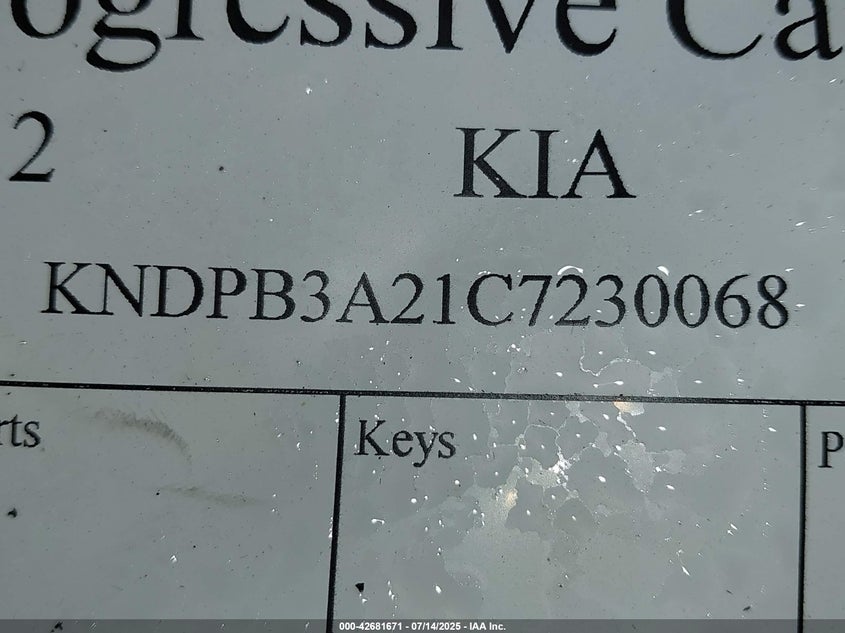 ogressive Ca
2 KIA
KNDPB3A21C7230068
rts Keys P
000-42681671 - 07/14/2025 - IAA Inc.